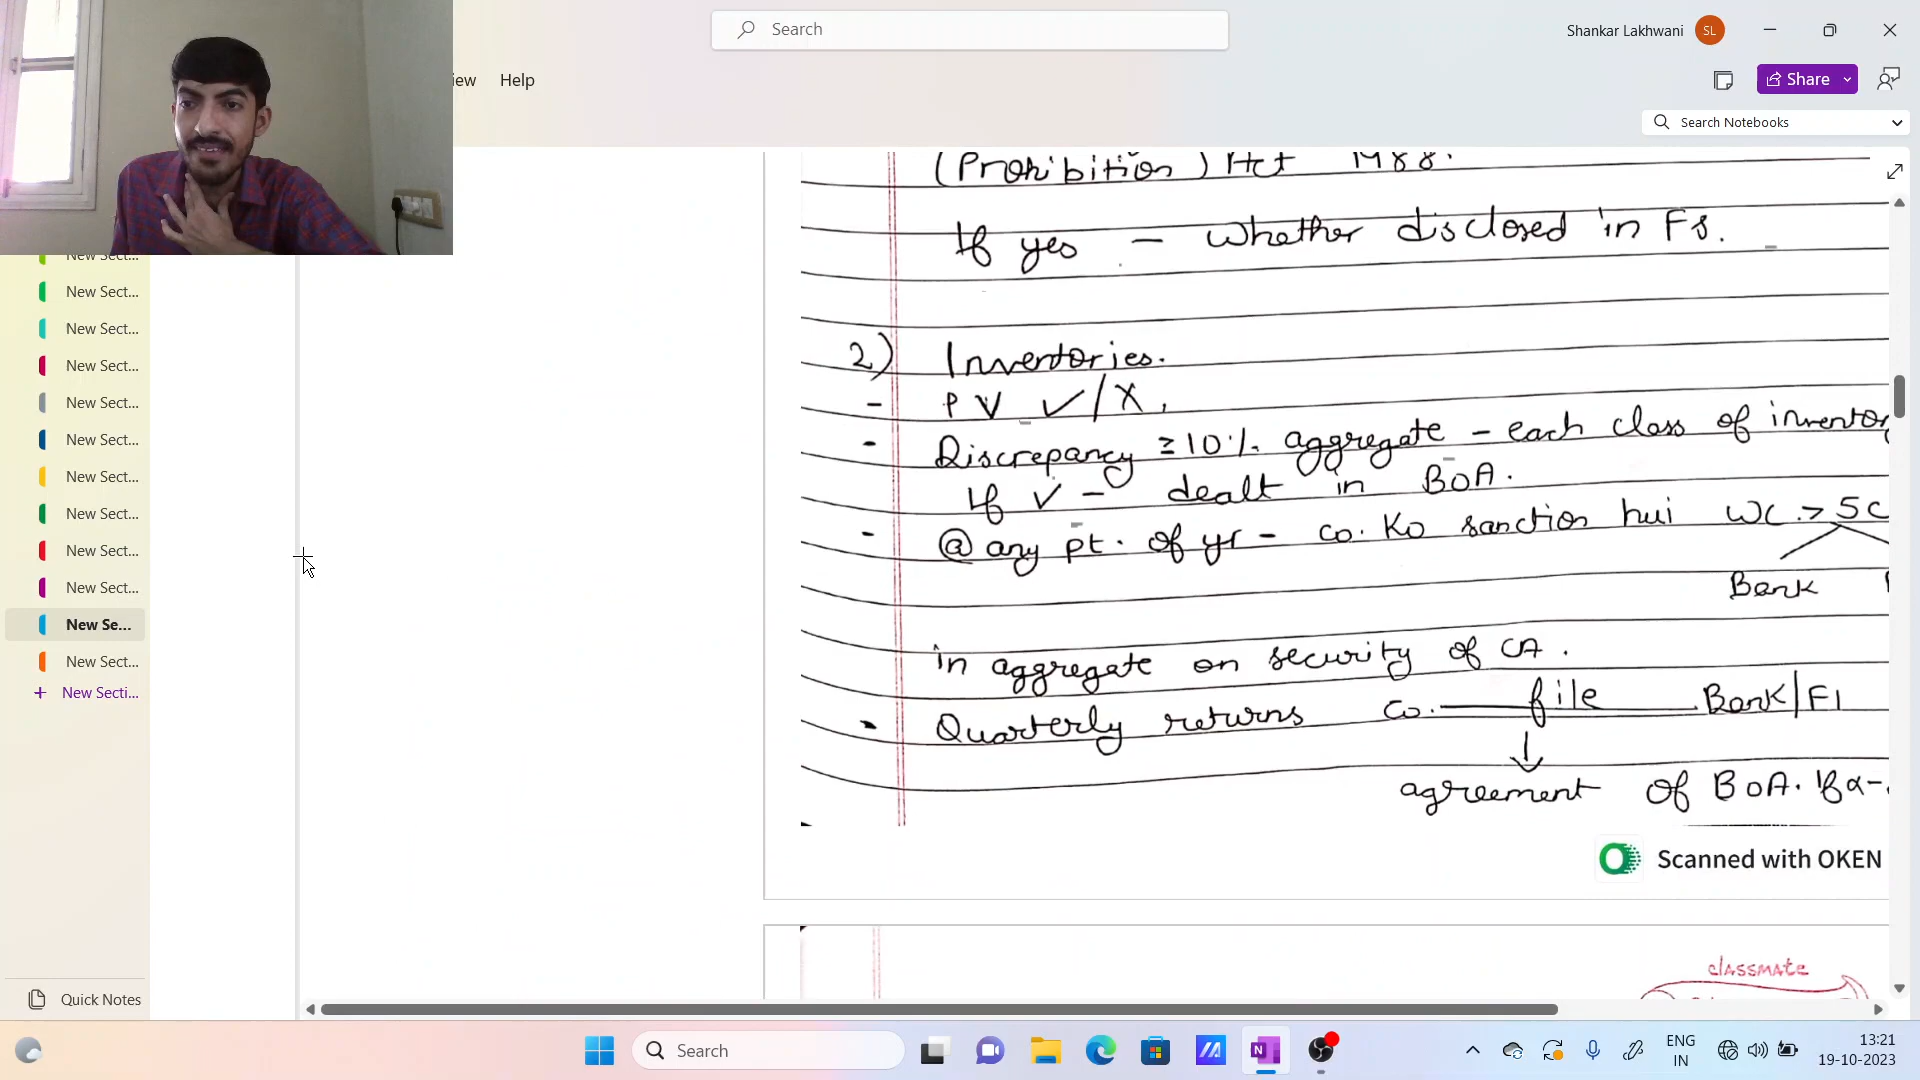 Search
Shankar Lakhwani SL
iew Help
Share
Search Notebooks
(Prohibition) Act 1988.
If yes - whether disclosed in Fs.
2) Inventories.
- PV ✓/X,
- Discrepancy ≥10% aggregate - each class of inventor
If ✓ - dealt in BOA.
- @ any pt. of yr - co. ko sanction hui WC > 5C
Bank
in aggregate on security of CA.
- Quarterly returns co. file Bank/FI
↓
agreement of BOA.
Scanned with OKEN
classmate
New Sect...
New Sect...
New Sect...
New Sect...
New Sect...
New Sect...
New Sect...
New Sect...
New Sect...
New Sect...
New Se...
New Sect...
+ New Secti...
Quick Notes
Search
ENG
IN
13:21
19-10-2023